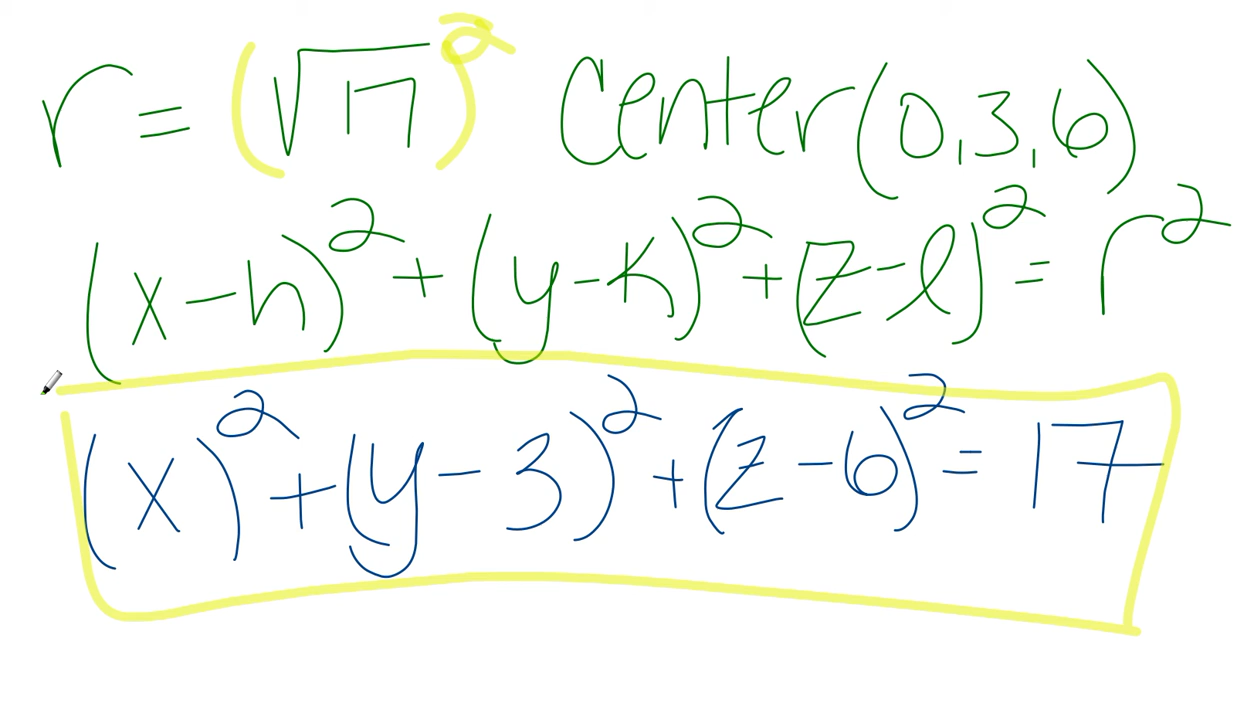 r = (√17)² Center(0,3,6)
(x-h)² + (y-k)² + (z-l)² = r²
(x)² + (y-3)² + (z-6)² = 17